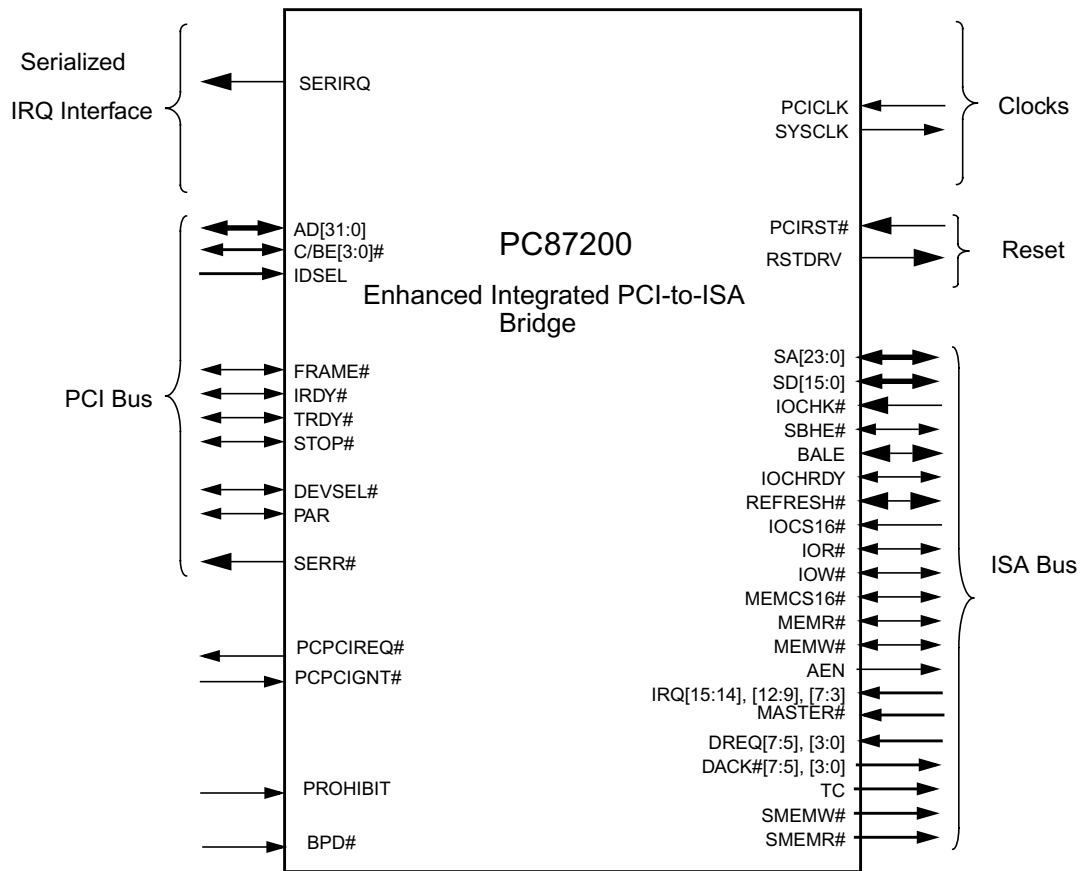 Serialized
IRQ Interface
SERIRQ
PCICLK
SYSCLK
Clocks
PCI Bus
AD[31:0]
C/BE[3:0]#
IDSEL
FRAME#
IRDY#
TRDY#
STOP#
DEVSEL#
PAR
SERR#
PCPCIREQ#
PCPCIGNT#
PROHIBIT
BPD#
PC87200
Enhanced Integrated PCI-to-ISA
Bridge
PCIRST#
RSTDRV
Reset
SA[23:0]
SD[15:0]
IOCHK#
SBHE#
BALE
IOCHRDY
REFRESH#
IOCS16#
IOR#
IOW#
MEMCS16#
MEMR#
MEMW#
AEN
IRQ[15:14], [12:9], [7:3]
MASTER#
DREQ[7:5], [3:0]
DACK#[7:5], [3:0]
TC
SMEMW#
SMEMR#
ISA Bus